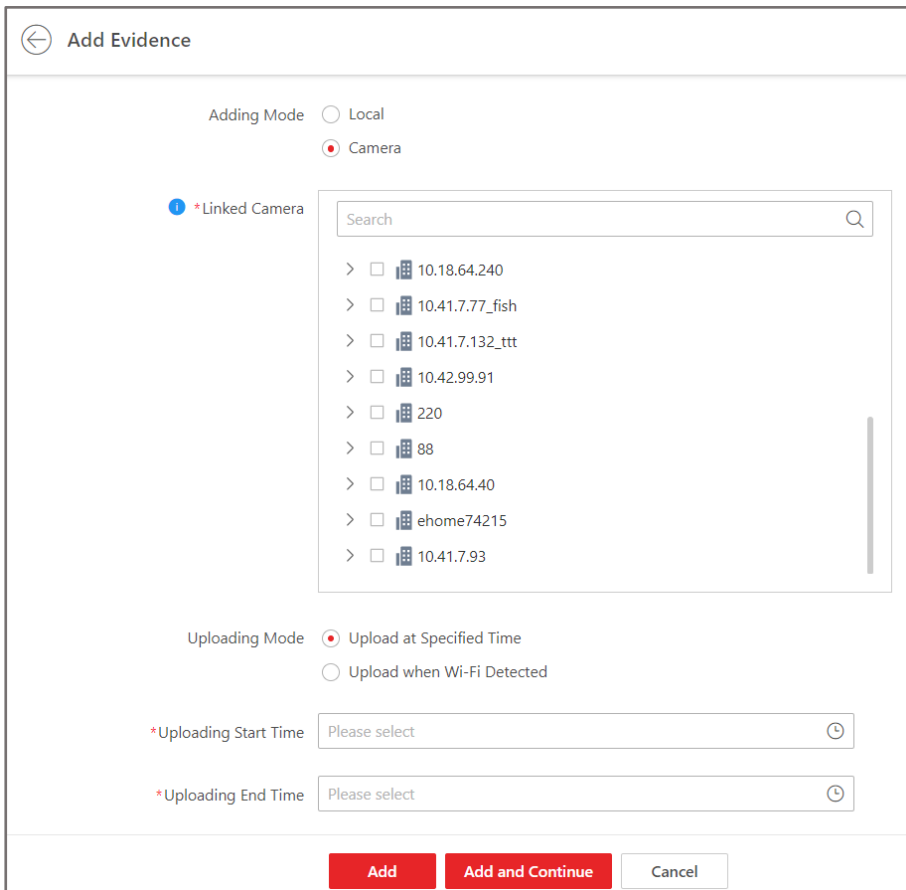 Add Evidence
Adding Mode
Local
Camera
*Linked Camera
Search
10.18.64.240
10.41.7.77_fish
10.41.7.132_ttt
10.42.99.91
220
88
10.18.64.40
ehome74215
10.41.7.93
Uploading Mode
Upload at Specified Time
Upload when Wi-Fi Detected
*Uploading Start Time
Please select
*Uploading End Time
Please select
Add
Add and Continue
Cancel